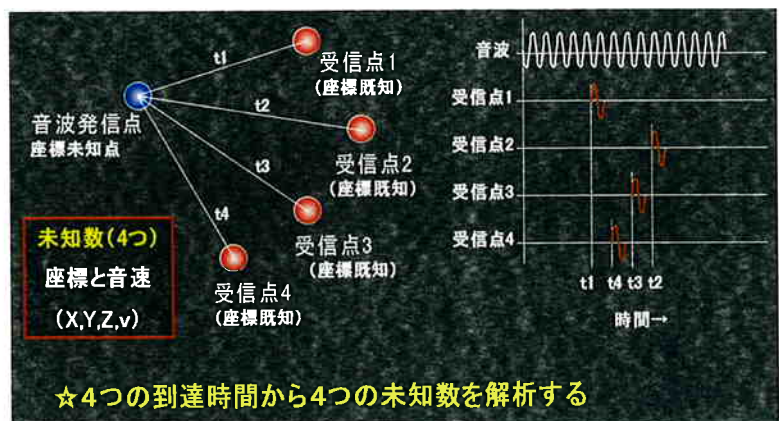 t1
t2
t3
t4
受信点1
(座標既知)
音波発信点
座標未知点
受信点2
(座標既知)
受信点3
(座標既知)
受信点4
(座標既知)
未知数(4つ)
座標と音速
(X,Y,Z,v)
音波
受信点1
受信点2
受信点3
受信点4
t1 t4 t3 t2
時間→
☆4つの到達時間から4つの未知数を解析する